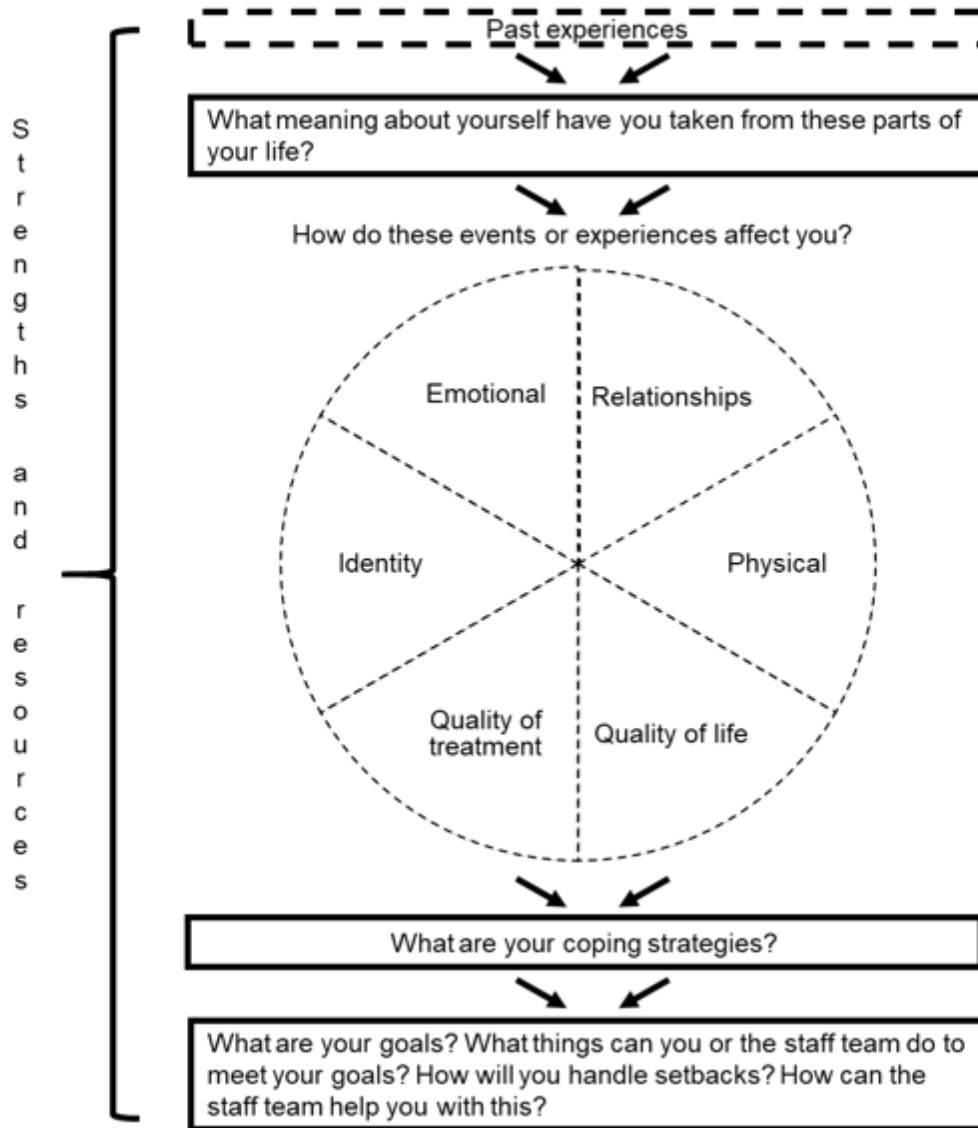 Past experiences
What meaning about yourself have you taken from these parts of
your life?
How do these events or experiences affect you?
Emotional
Relationships
Identity
Physical
Quality of
treatment
Quality of life
What are your coping strategies?
What are your goals? What things can you or the staff team do to
meet your goals? How will you handle setbacks? How can the
staff team help you with this?
Strengths and resources